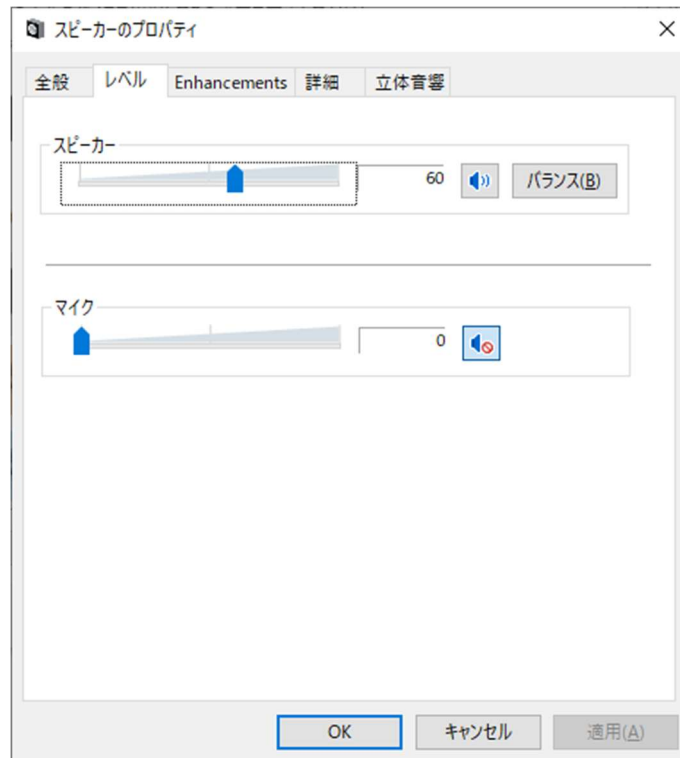 スピーカーのプロパティ
全般 レベル Enhancements 詳細 立体音響
スピーカー
60 バランス(B)
マイク
0
OK キャンセル 適用(A)